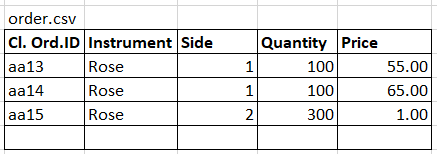 order.csv
Cl. Ord.ID Instrument Side Quantity Price
aa13 Rose 1 100 55.00
aa14 Rose 1 100 65.00
aa15 Rose 2 300 1.00